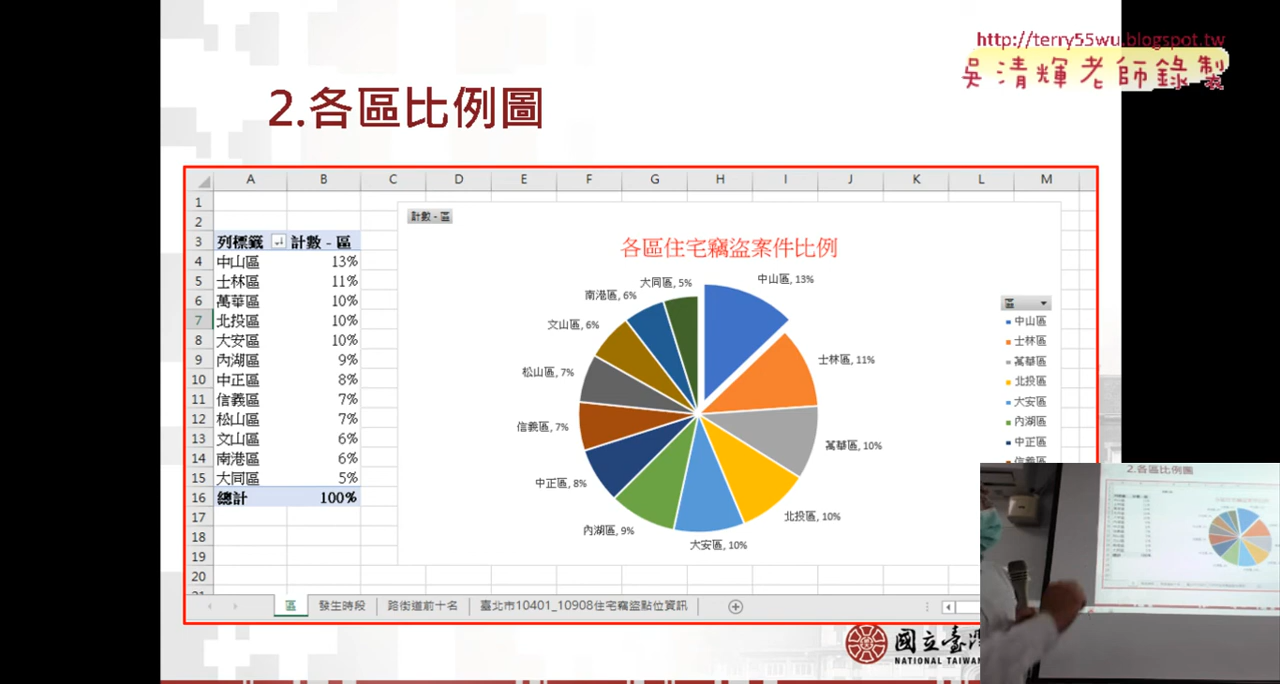 http://terry55wu.blogspot.tw
吳清輝老師錄製
2.各區比例圖
A B C D E F G H I J K L M
1
2
3 列標籤 計數 - 區
4 中山區 13%
5 士林區 11%
6 萬華區 10%
7 北投區 10%
8 大安區 10%
9 內湖區 9%
10 中正區 8%
11 信義區 7%
12 松山區 7%
13 文山區 6%
14 南港區 6%
15 大同區 5%
16 總計 100%
17
18
19
20
計數 - 區
各區住宅竊盜案件比例
中山區, 13%
士林區, 11%
萬華區, 10%
北投區, 10%
大安區, 10%
內湖區, 9%
中正區, 8%
信義區, 7%
松山區, 7%
文山區, 6%
南港區, 6%
大同區, 5%
區
中山區
士林區
萬華區
北投區
大安區
內湖區
中正區
信義區
區 發生時段 路街道前十名 臺北市10401_10908住宅竊盜點位資訊
國立臺灣
NATIONAL TAIWA
2.各區比例圖